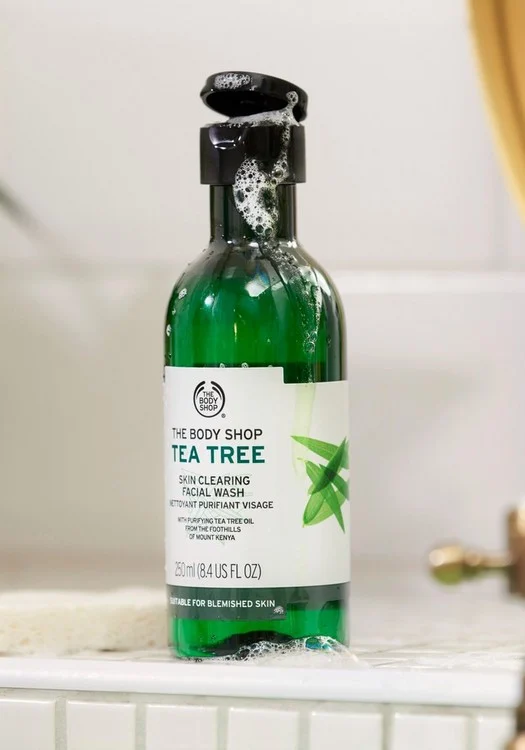 THE
BODY
SHOP
®
THE BODY SHOP
TEA TREE
SKIN CLEARING
FACIAL WASH
NETTOYANT PURIFIANT VISAGE
WITH PURIFYING TEA TREE OIL
FROM THE FOOTHILLS
OF MOUNT KENYA
250 ml (8.4 US FL OZ)
SUITABLE FOR BLEMISHED SKIN